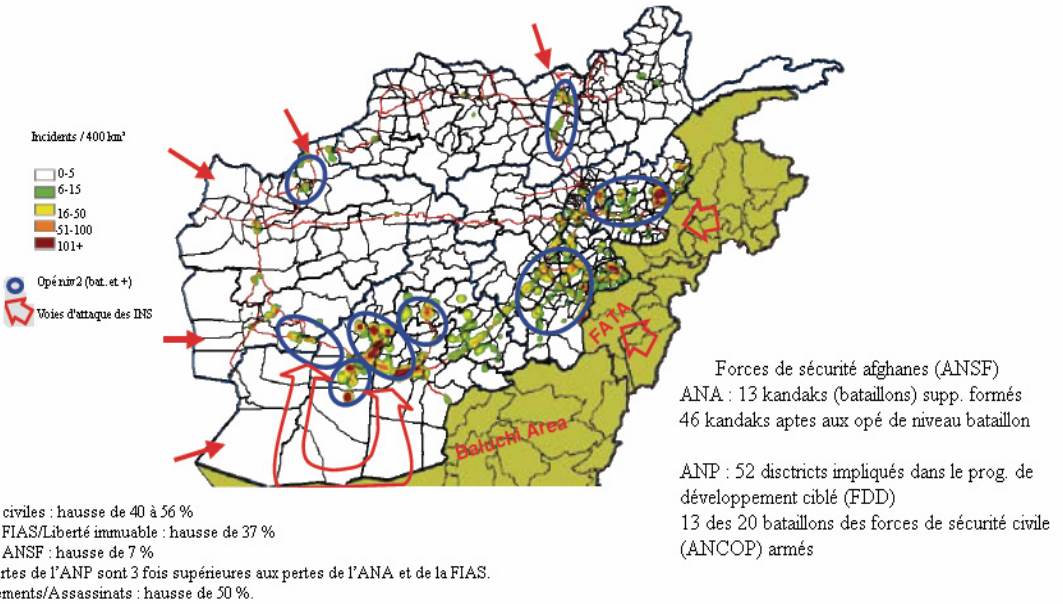 Incidents / 400 km²
0-5
6-15
16-50
51-100
101+
Opé niv 2 (bat. et +)
Voies d'attaque des INS
FATA
Baluchi Area
Forces de sécurité afghanes (ANSF)
ANA : 13 kandaks (bataillons) supp. formés
46 kandaks aptes aux opé de niveau bataillon
ANP : 52 disctricts impliqués dans le prog. de
développement ciblé (FDD)
13 des 20 bataillons des forces de sécurité civile
(ANCOP) armés
civiles : hausse de 40 à 56 %
FIAS/Liberté immuable : hausse de 37 %
ANSF : hausse de 7 %
rtes de l'ANP sont 3 fois supérieures aux pertes de l'ANA et de la FIAS.
ements/Assassinats : hausse de 50 %.